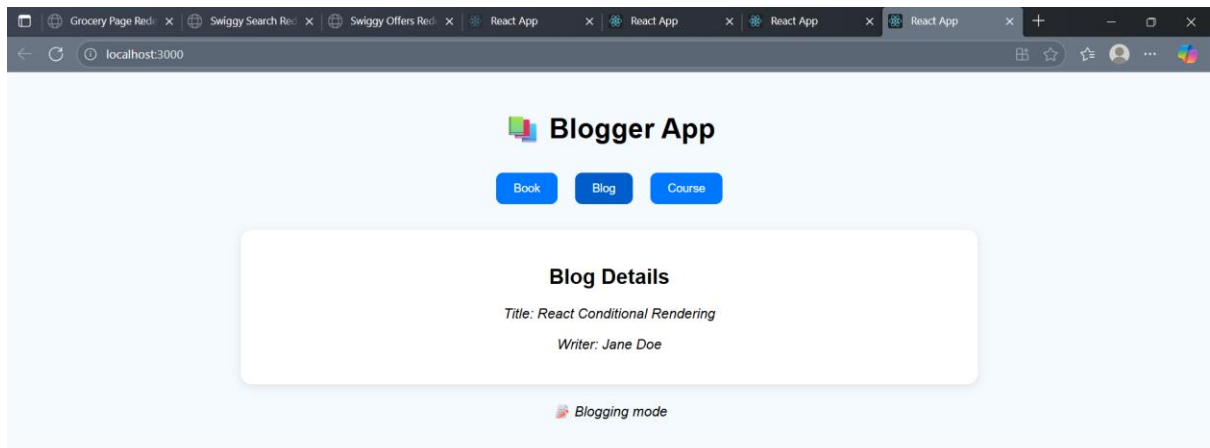 Grocery Page Rede
Swiggy Search Red
Swiggy Offers Red
React App
React App
React App
React App
localhost:3000
Blogger App
Book
Blog
Course
Blog Details
Title: React Conditional Rendering
Writer: Jane Doe
Blogging mode